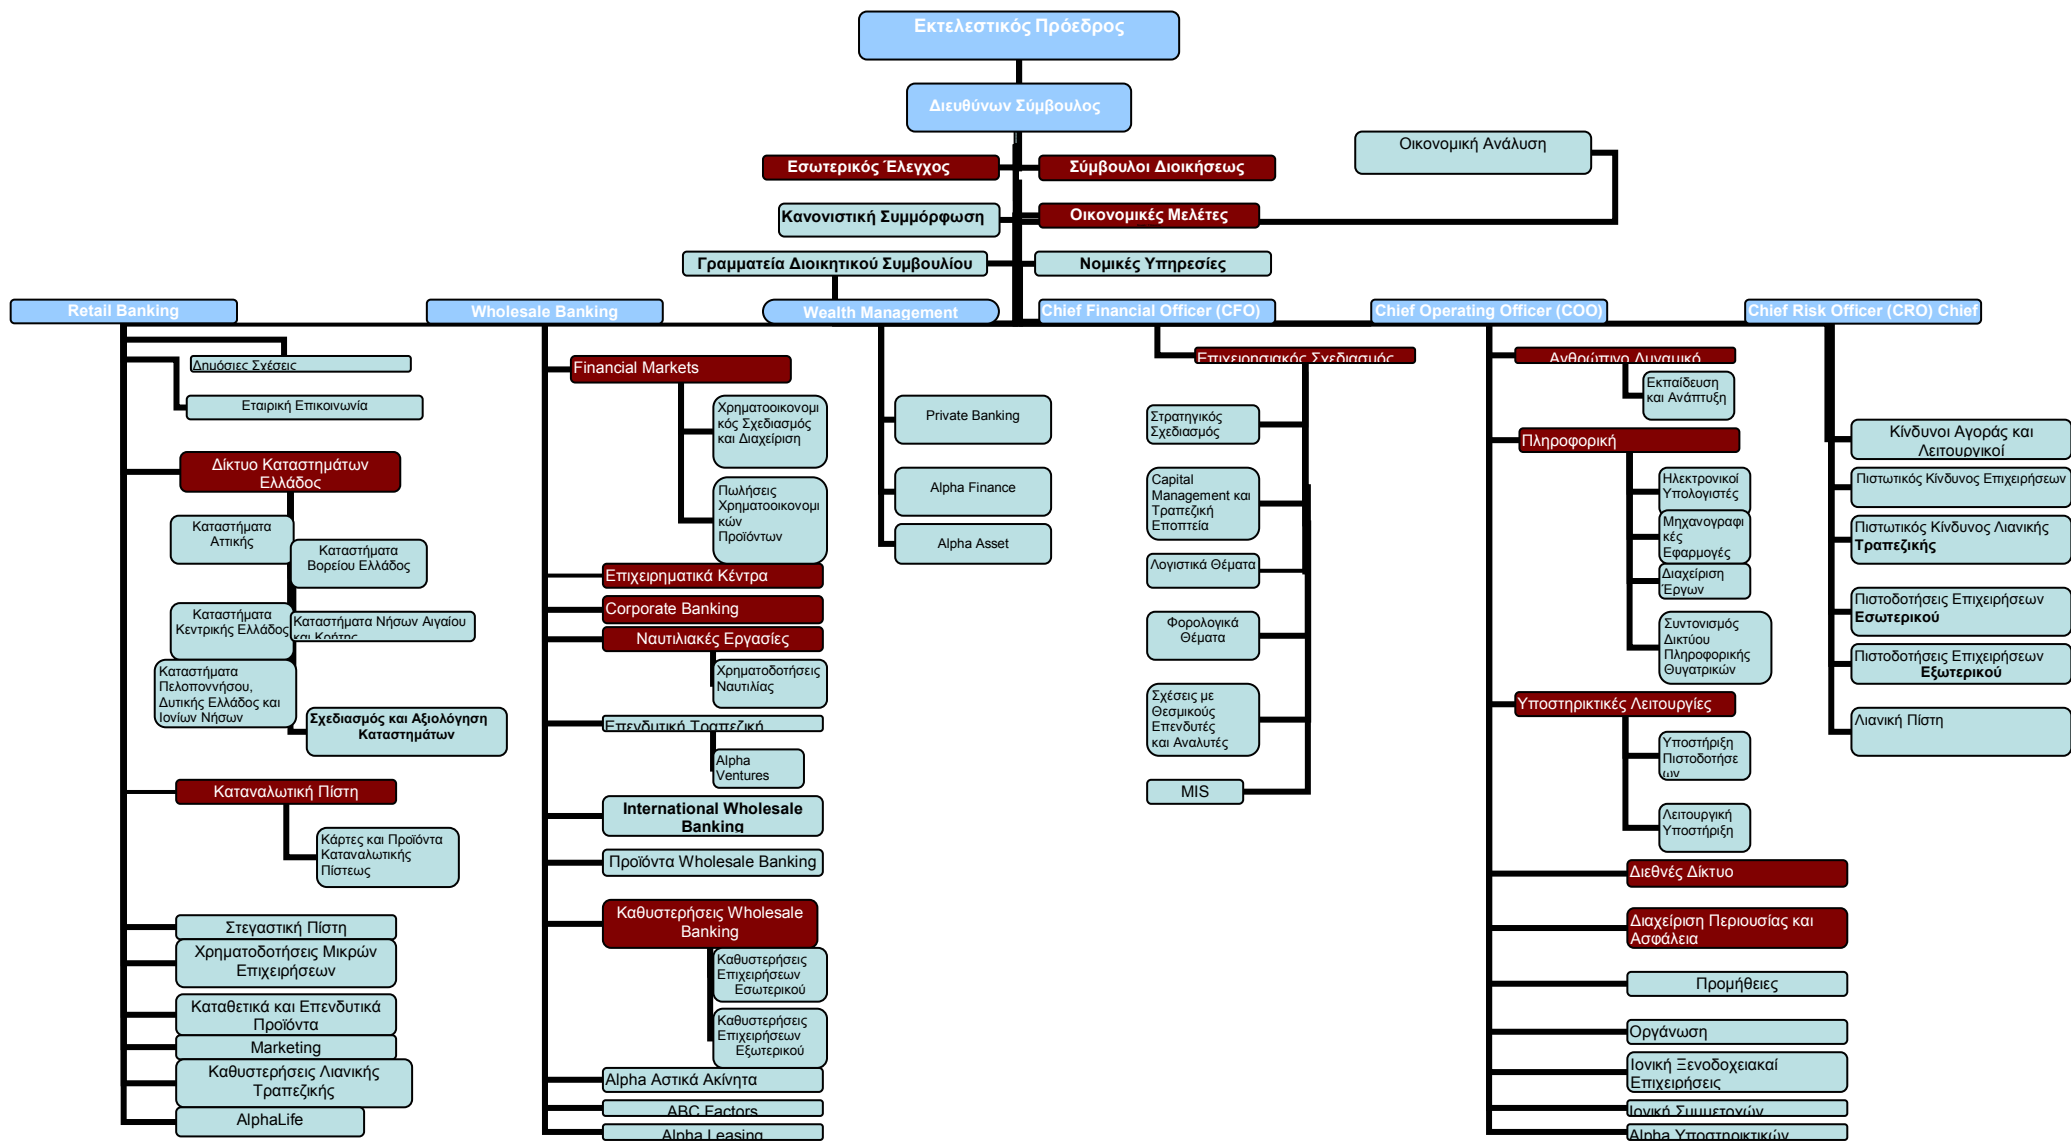 Εκτελεστικός Πρόεδρος
Διευθύνων Σύμβουλος
Οικονομική Ανάλυση
Εσωτερικός Έλεγχος
Σύμβουλοι Διοικήσεως
Κανονιστική Συμμόρφωση
Οικονομικές Μελέτες
Γραμματεία Διοικητικού Συμβουλίου
Νομικές Υπηρεσίες
Retail Banking
Wholesale Banking
Wealth Management
Chief Financial Officer (CFO)
Chief Operating Officer (COO)
Chief Risk Officer (CRO) Chief
Δημόσιες Σχέσεις
Εταιρική Επικοινωνία
Δίκτυο Καταστημάτων
Ελλάδος
Καταστήματα
Αττικής
Καταστήματα
Βορείου Ελλάδος
Καταστήματα
Κεντρικής Ελλάδος
Καταστήματα Νήσων Αιγαίου
και Κρήτης
Καταστήματα
Πελοποννήσου,
Δυτικής Ελλάδος και
Ιονίων Νήσων
Σχεδιασμός και Αξιολόγηση
Καταστημάτων
Καταναλωτική Πίστη
Κάρτες και Προϊόντα
Καταναλωτικής
Πίστεως
Στεγαστική Πίστη
Χρηματοδοτήσεις Μικρών
Επιχειρήσεων
Καταθετικά και Επενδυτικά
Προϊόντα
Marketing
Καθυστερήσεις Λιανικής
Τραπεζικής
AlphaLife
Financial Markets
Χρηματοοικονομι
κός Σχεδιασμός
και Διαχείριση
Πωλήσεις
Χρηματοοικονομι
κών
Προϊόντων
Επιχειρηματικά Κέντρα
Corporate Banking
Ναυτιλιακές Εργασίες
Χρηματοδοτήσεις
Ναυτιλίας
Επενδυτική Τραπεζική
Alpha
Ventures
International Wholesale
Banking
Προϊόντα Wholesale Banking
Καθυστερήσεις Wholesale
Banking
Καθυστερήσεις
Επιχειρήσεων
Εσωτερικού
Καθυστερήσεις
Επιχειρήσεων
Εξωτερικού
Alpha Αστικά Ακίνητα
ABC Factors
Alpha Leasing
Private Banking
Alpha Finance
Alpha Asset
Επιχειρησιακός Σχεδιασμός
Στρατηγικός
Σχεδιασμός
Capital
Management και
Τραπεζική
Εποπτεία
Λογιστικά Θέματα
Φορολογικά
Θέματα
Σχέσεις με
Θεσμικούς
Επενδυτές
και Αναλυτές
MIS
Ανθρώπινο Δυναμικό
Εκπαίδευση
και Ανάπτυξη
Πληροφορική
Ηλεκτρονικοί
Υπολογιστές
Μηχανογραφι
κές
Εφαρμογές
Διαχείριση
Έργων
Συντονισμός
Δικτύου
Πληροφορικής
Θυγατρικών
Υποστηρικτικές Λειτουργίες
Υποστήριξη
Πιστοδοτήσε
ων
Λειτουργική
Υποστήριξη
Διεθνές Δίκτυο
Διαχείριση Περιουσίας και
Ασφάλεια
Προμήθειες
Οργάνωση
Ιονική Ξενοδοχειακαί
Επιχειρήσεις
Ιονική Συμμετοχών
Alpha Υποστηρικτικών
Κίνδυνοι Αγοράς και
Λειτουργικοί
Πιστωτικός Κίνδυνος Επιχειρήσεων
Πιστωτικός Κίνδυνος Λιανικής
Τραπεζικής
Πιστοδοτήσεις Επιχειρήσεων
Εσωτερικού
Πιστοδοτήσεις Επιχειρήσεων
Εξωτερικού
Λιανική Πίστη